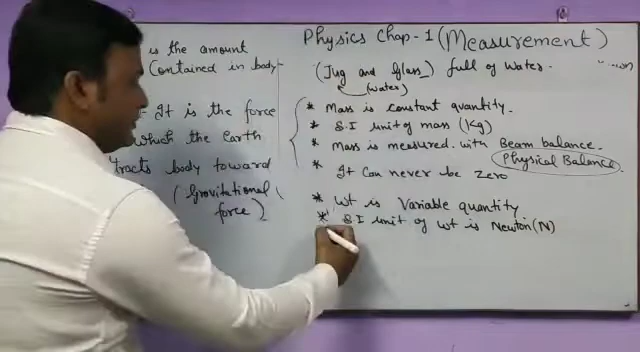 is the amount
Contained in body
It is the force
which the Earth
tracts body toward
(Gravitational
force)
Physics Chap-1 (Measurement)
(Jug and Glass) full of water.
(water)
* Mass is constant quantity.
* S.I unit of mass (Kg)
* Mass is measured with Beam balance.
Physical Balance
* It Can never be zero
* Wt is Variable quantity
* S.I unit of wt is Newton (N)